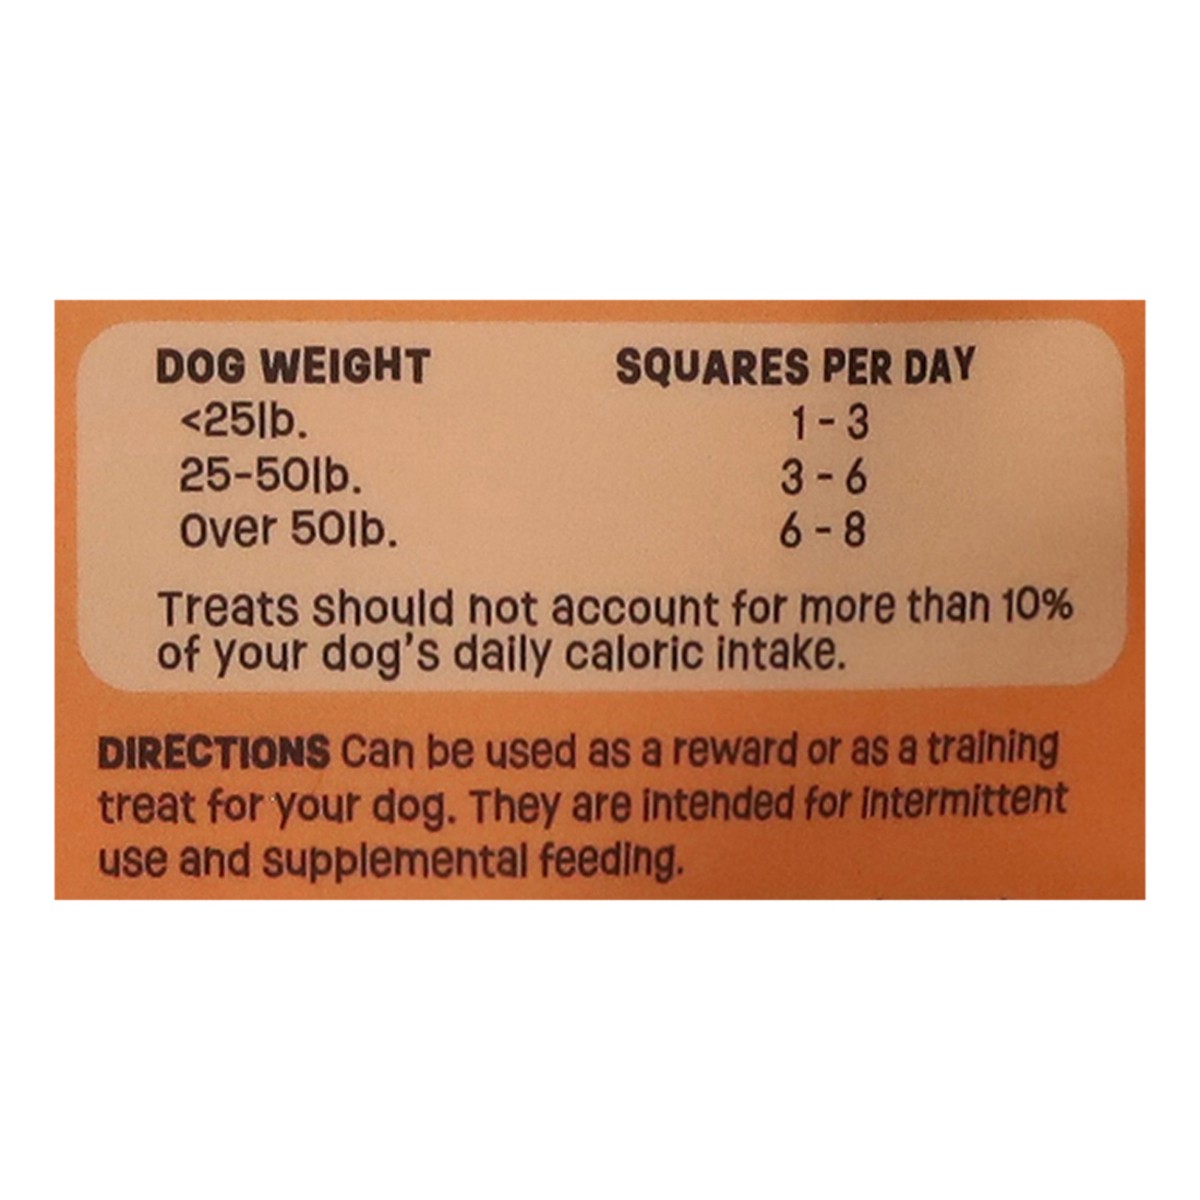 DOG WEIGHT SQUARES PER DAY
<25lb. 1 - 3
25-50lb. 3 - 6
Over 50lb. 6 - 8
Treats should not account for more than 10%
of your dog's daily caloric intake.
DIRECTIONS Can be used as a reward or as a training
treat for your dog. They are intended for intermittent
use and supplemental feeding.